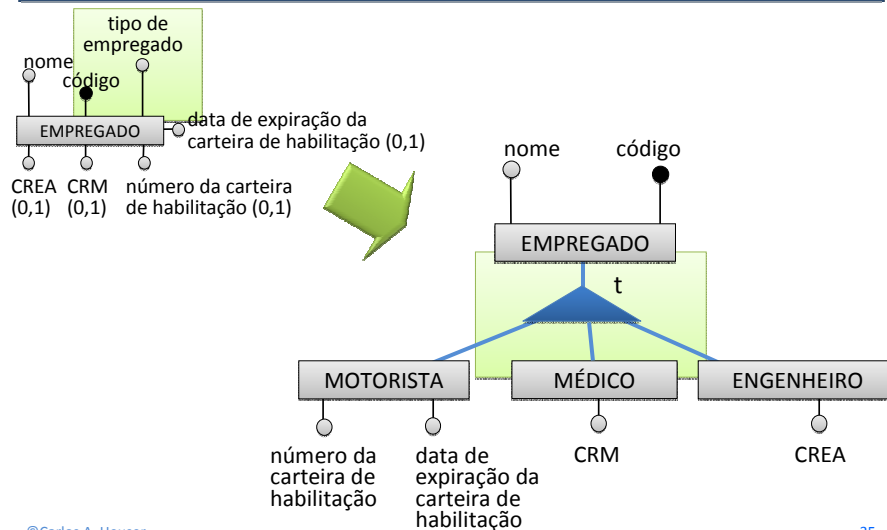 tipo de
empregado
nome
código
EMPREGADO
data de expiração da
carteira de habilitação (0,1)
CREA
(0,1)
CRM
(0,1)
número da carteira
de habilitação (0,1)
nome
código
EMPREGADO
t
MOTORISTA
MÉDICO
ENGENHEIRO
número da
carteira de
habilitação
data de
expiração da
carteira de
habilitação
CRM
CREA
©Carlos A. Heuser